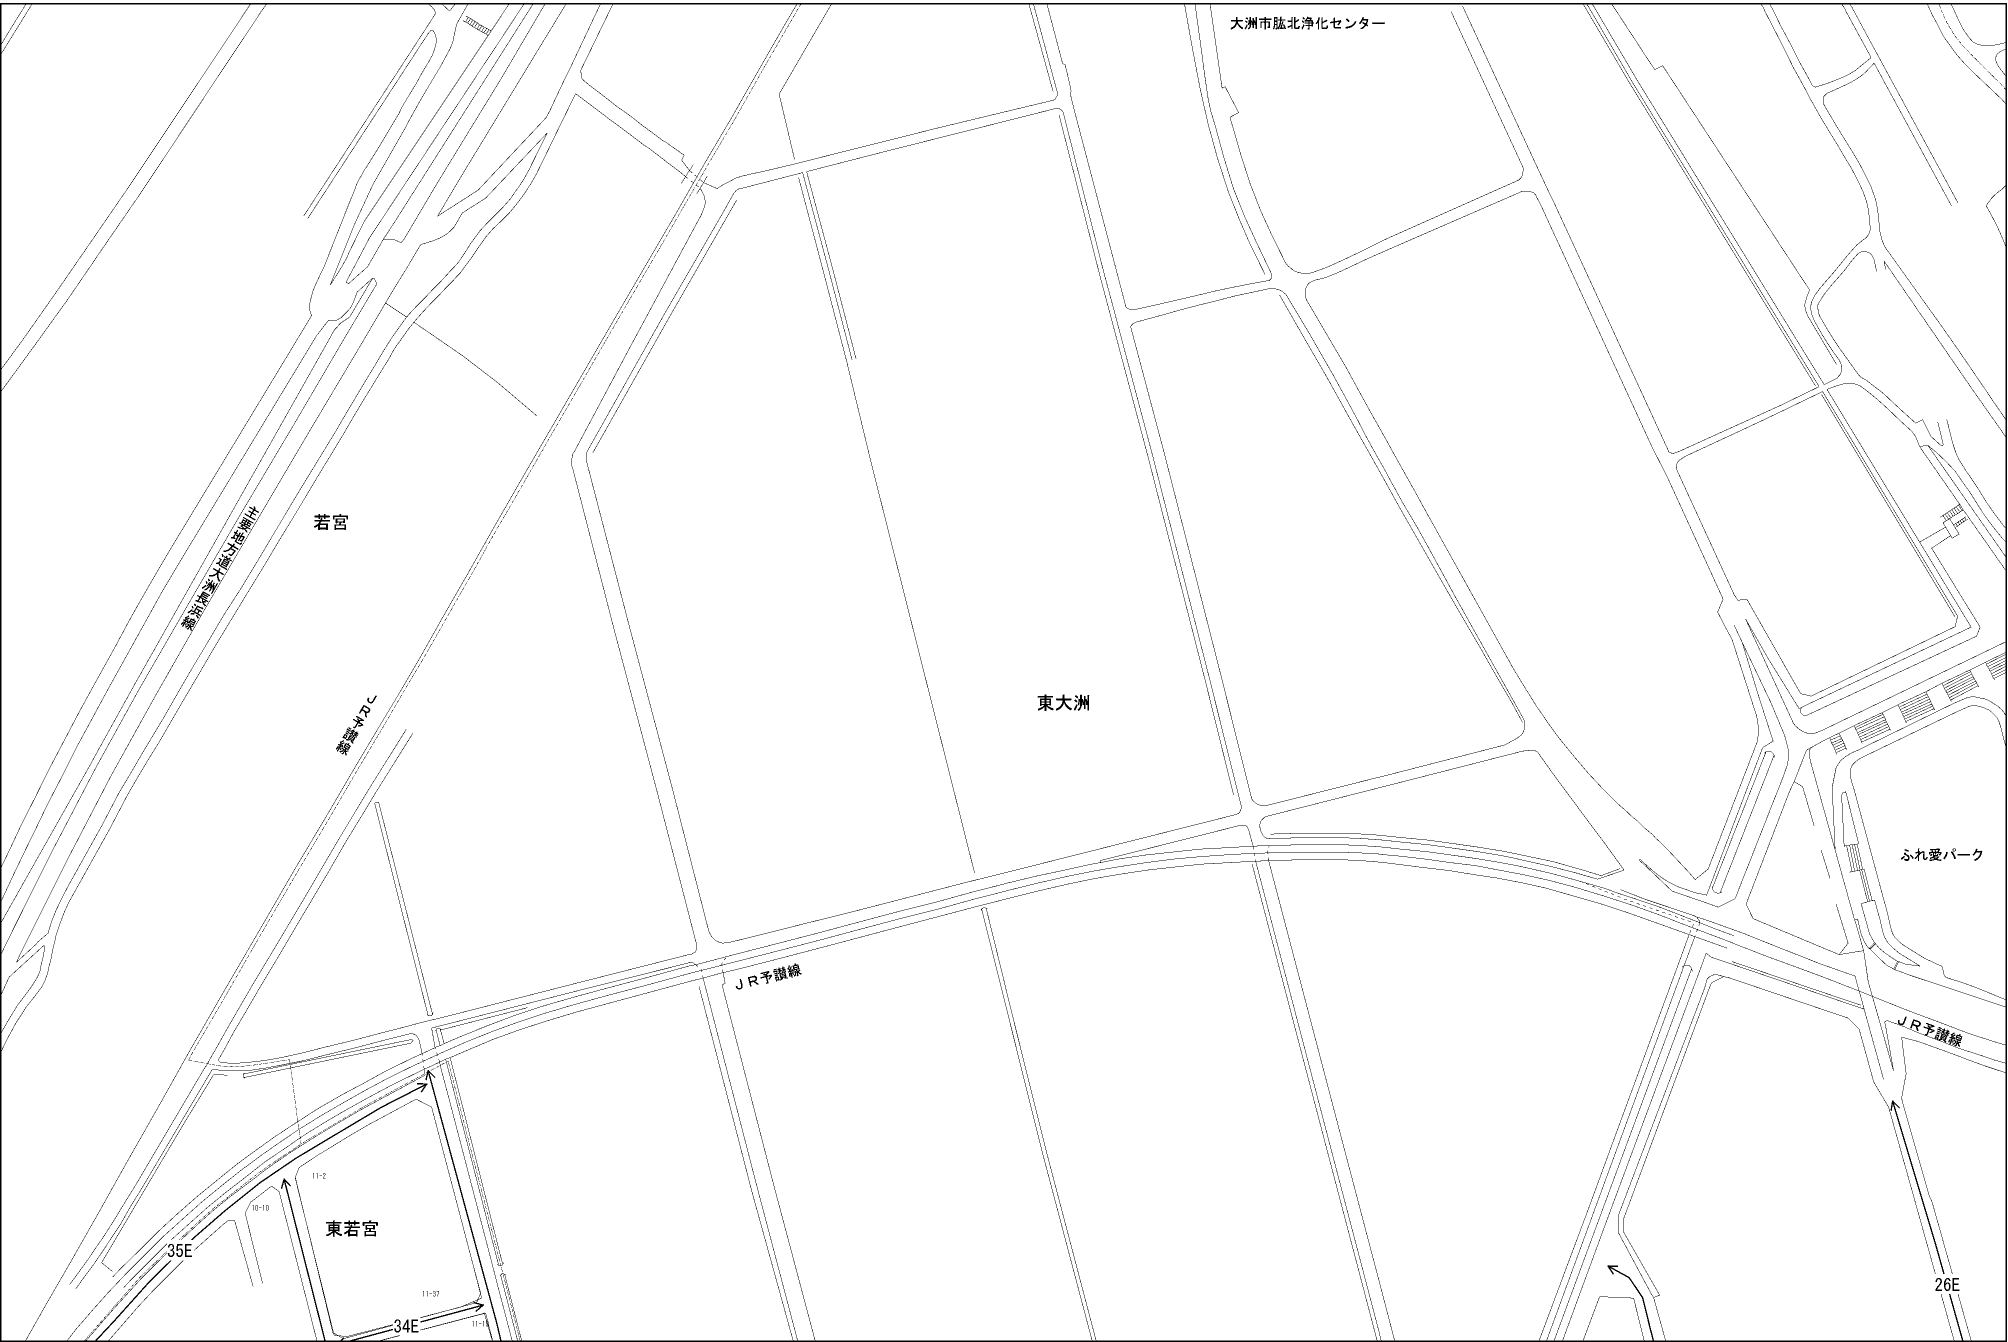 大洲市肱北浄化センター
若宮
主要地方道大洲長浜線
東大洲
ＪＲ予讃線
ふれ愛パーク
ＪＲ予讃線
ＪＲ予讃線
11-2
10-10
東若宮
35E
26E
11-37
34E